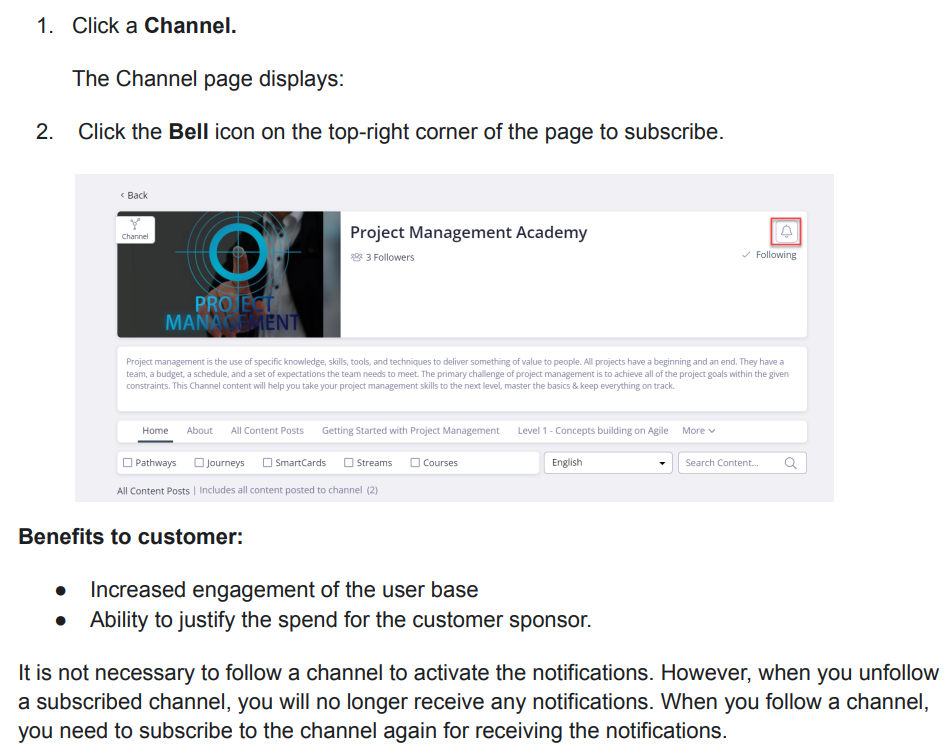 1. Click a Channel.
The Channel page displays:
2. Click the Bell icon on the top-right corner of the page to subscribe.
< Back
Channel
Project Management Academy
3 Followers
Following
PROJECT
MANAGEMENT
Project management is the use of specific knowledge, skills, tools, and techniques to deliver something of value to people. All projects have a beginning and an end. They have a
team, a budget, a schedule, and a set of expectations the team needs to meet. The primary challenge of project management is to achieve all of the project goals within the given
constraints. This Channel content will help you take your project management skills to the next level, master the basics & keep everything on track.
Home About All Content Posts Getting Started with Project Management Level 1 - Concepts building on Agile More
Pathways Journeys SmartCards Streams Courses English Search Content...
All Content Posts | Includes all content posted to channel (2)
Benefits to customer:
● Increased engagement of the user base
● Ability to justify the spend for the customer sponsor.
It is not necessary to follow a channel to activate the notifications. However, when you unfollow
a subscribed channel, you will no longer receive any notifications. When you follow a channel,
you need to subscribe to the channel again for receiving the notifications.